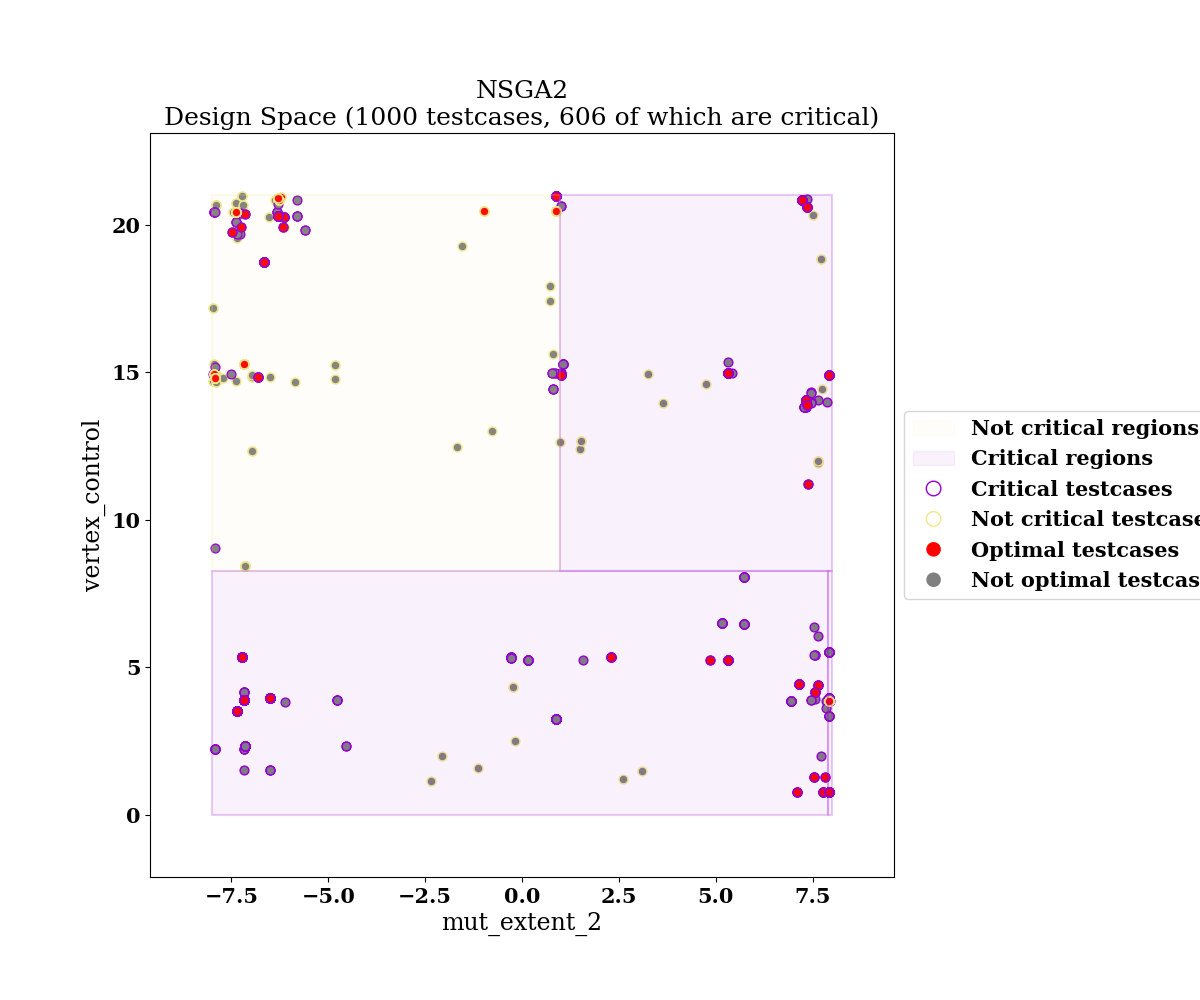 NSGA2
Design Space (1000 testcases, 606 of which are critical)
vertex_control
20
15
10
5
0
−7.5
−5.0
−2.5
0.0
2.5
5.0
7.5
mut_extent_2
Not critical regions
Critical regions
Critical testcases
Not critical testcase
Optimal testcases
Not optimal testcas